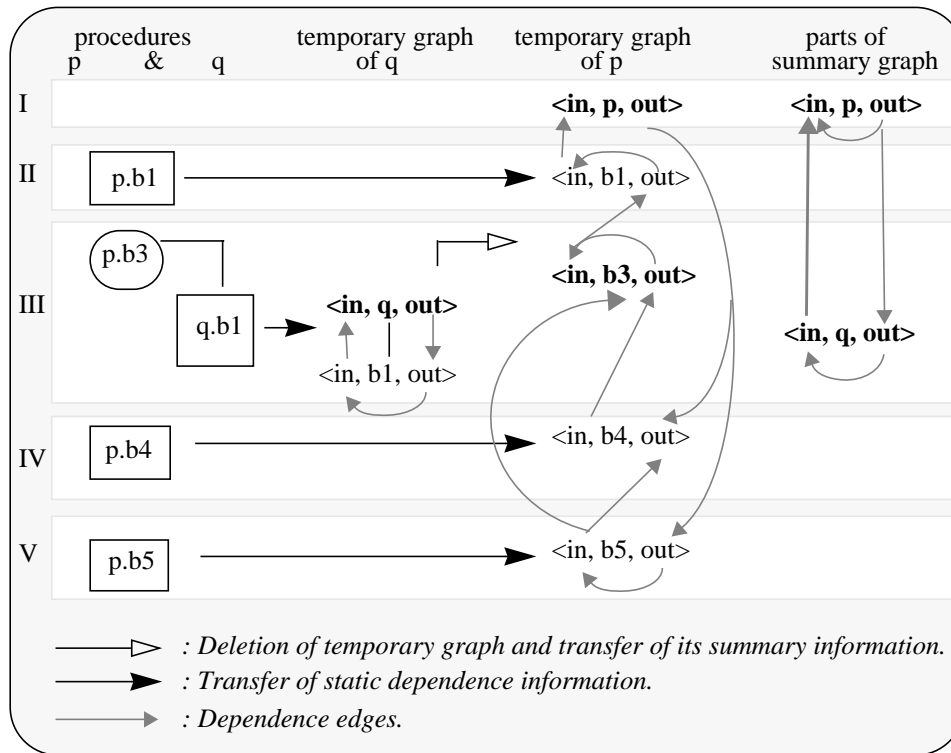 procedures temporary graph temporary graph parts of
p & q of q of p summary graph
I <in, p, out> <in, p, out>
II p.b1 <in, b1, out>
p.b3
<in, b3, out>
III q.b1 <in, q, out>
<in, q, out>
<in, b1, out>
IV p.b4 <in, b4, out>
V p.b5 <in, b5, out>
: Deletion of temporary graph and transfer of its summary information.
: Transfer of static dependence information.
: Dependence edges.